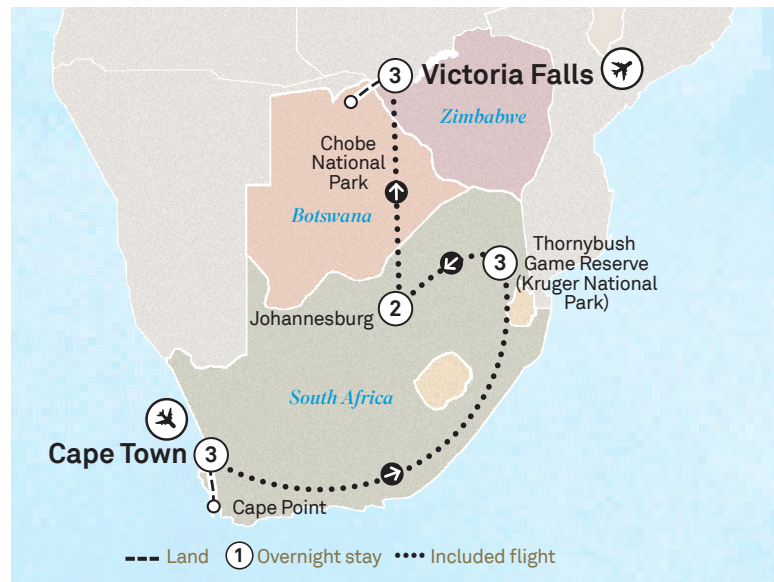 3
Victoria Falls
Zimbabwe
Chobe
National
Park
Botswana
Thornybush
Game Reserve
(Kruger National
Park)
3
2
Johannesburg
South Africa
Cape Town
3
Cape Point
Land
1
Overnight stay
Included flight